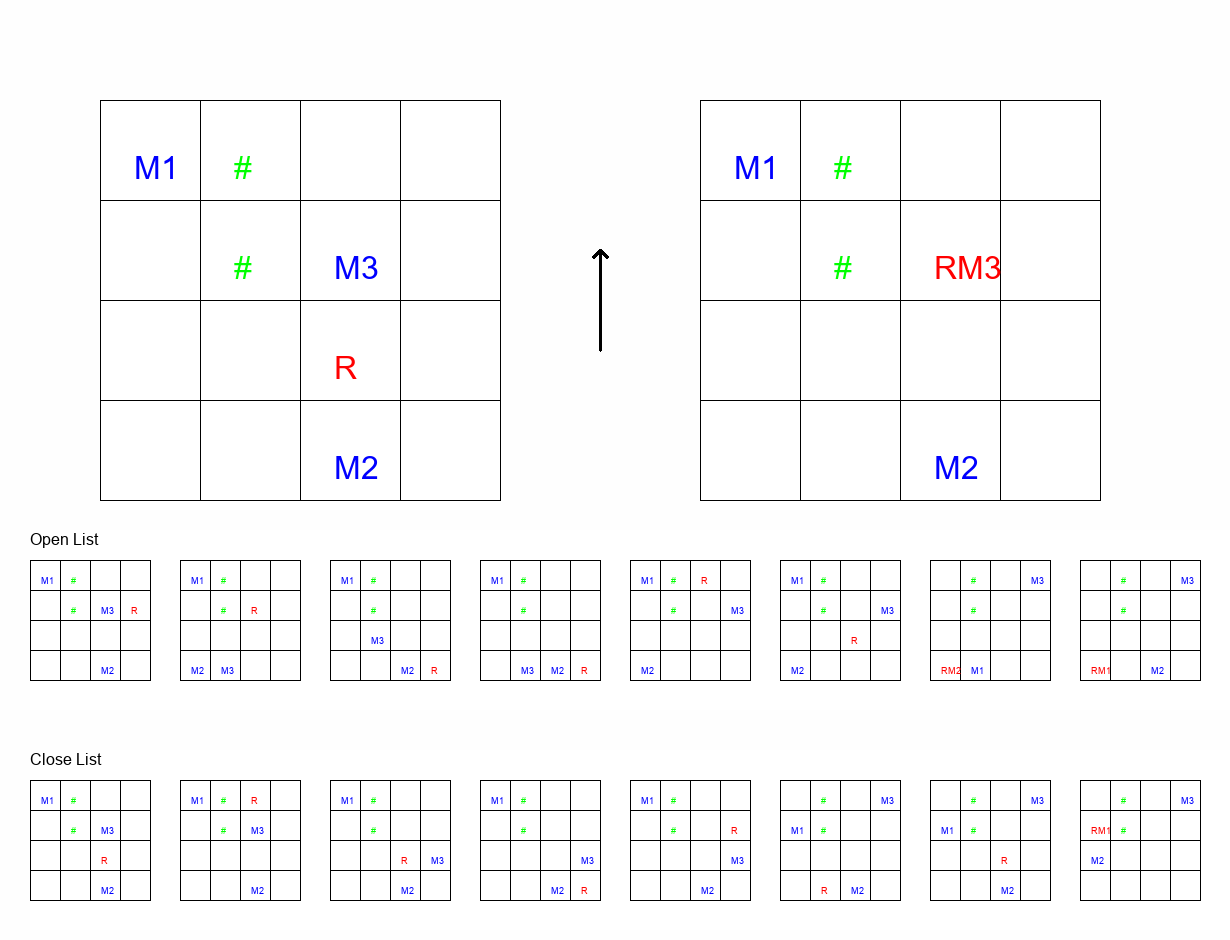 M1 # M1 #
# M3 # RM3
R
M2 M2
Open List
M1 # M1 # M1 # M1 # M1 # R M1 # # M3 # M3
# M3 R # R # # # M3 # M3 # #
M3 R
M2 M2 M3 M2 R M3 M2 R M2 M2 RM2 M1 RM1 M2
Close List
M1 # M1 # R M1 # M1 # M1 # # M3 # M3 # M3
# M3 # M3 # # # R M1 # M1 # RM1 #
R R M3 M3 M3 R M2
M2 M2 M2 M2 R M2 R M2 M2